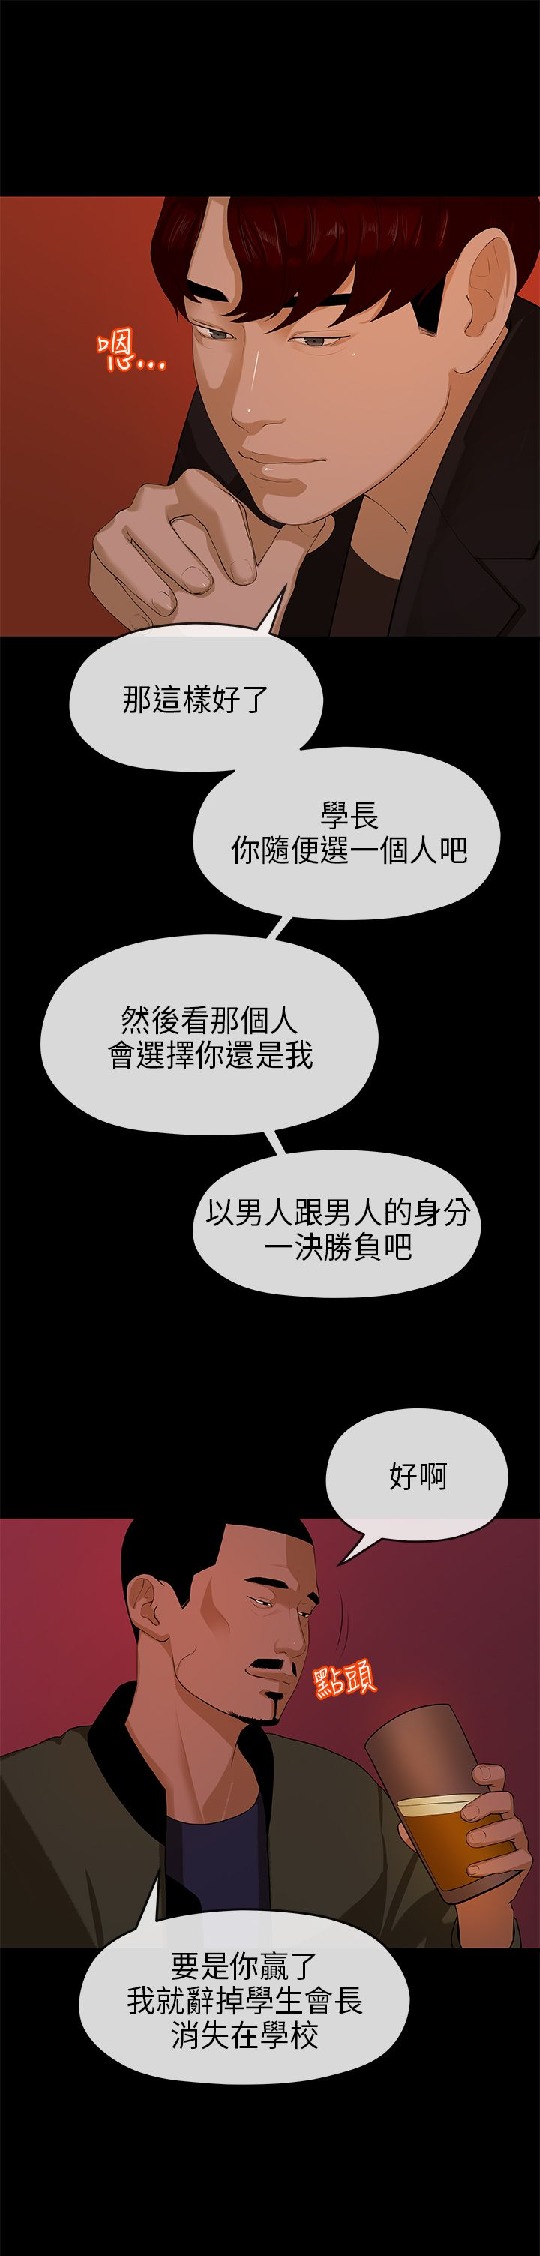 嗯...
那這樣好了
學長
你隨便選一個人吧
然後看那個人
會選擇你還是我
以男人跟男人的身分
一決勝負吧
好啊
點頭
要是你贏了
我就辭掉學生會長
消失在學校